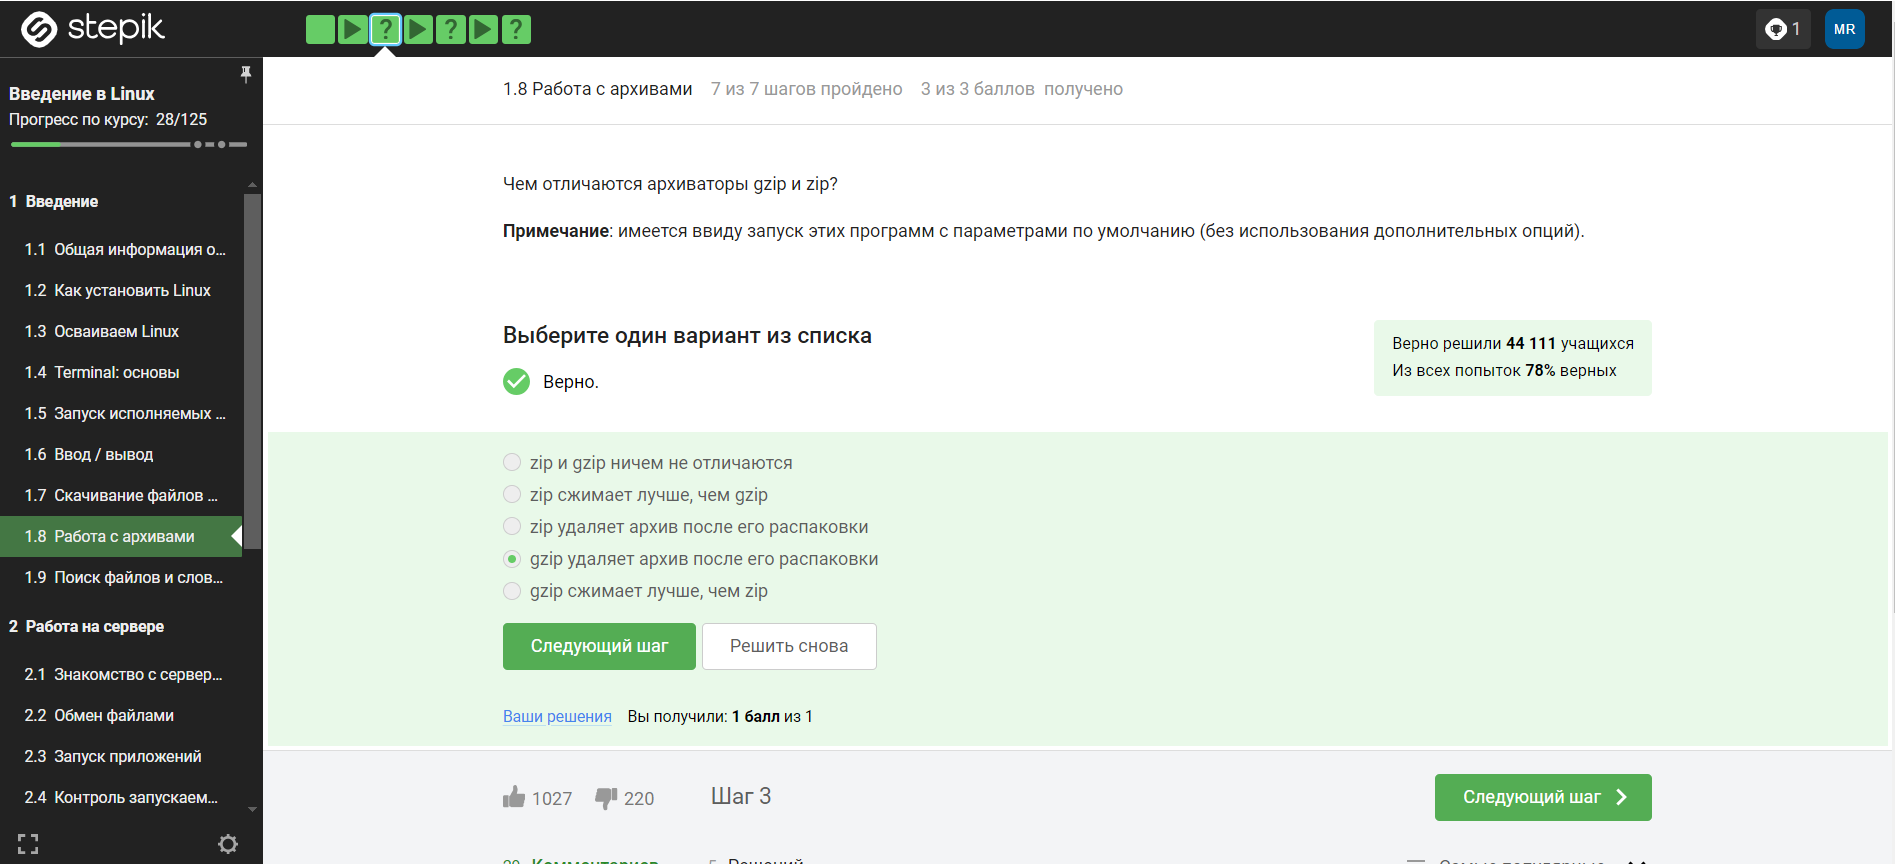 stepik
?
?
?
1
MR
Введение в Linux
Прогресс по курсу: 28/125
1 Введение
1.1 Общая информация о...
1.2 Как установить Linux
1.3 Осваиваем Linux
1.4 Terminal: основы
1.5 Запуск исполняемых ...
1.6 Ввод / вывод
1.7 Скачивание файлов ...
1.8 Работа с архивами
1.9 Поиск файлов и слов...
2 Работа на сервере
2.1 Знакомство с сервер...
2.2 Обмен файлами
2.3 Запуск приложений
2.4 Контроль запускаем...
1.8 Работа с архивами 7 из 7 шагов пройдено 3 из 3 баллов получено
Чем отличаются архиваторы gzip и zip?
Примечание: имеется ввиду запуск этих программ с параметрами по умолчанию (без использования дополнительных опций).
Выберите один вариант из списка
Верно.
Верно решили 44 111 учащихся
Из всех попыток 78% верных
zip и gzip ничем не отличаются
zip сжимает лучше, чем gzip
zip удаляет архив после его распаковки
gzip удаляет архив после его распаковки
gzip сжимает лучше, чем zip
Следующий шаг Решить снова
Ваши решения Вы получили: 1 балл из 1
1027 220 Шаг 3
Следующий шаг
Комментариев Решений Самые популярные